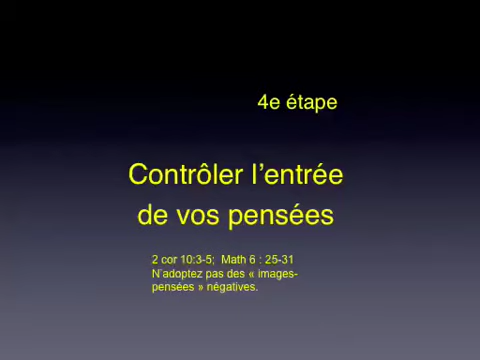 4e étape
Contrôler l'entrée
de vos pensées
2 cor 10:3-5;  Math 6 : 25-31
N'adoptez pas des « images-
pensées » négatives.